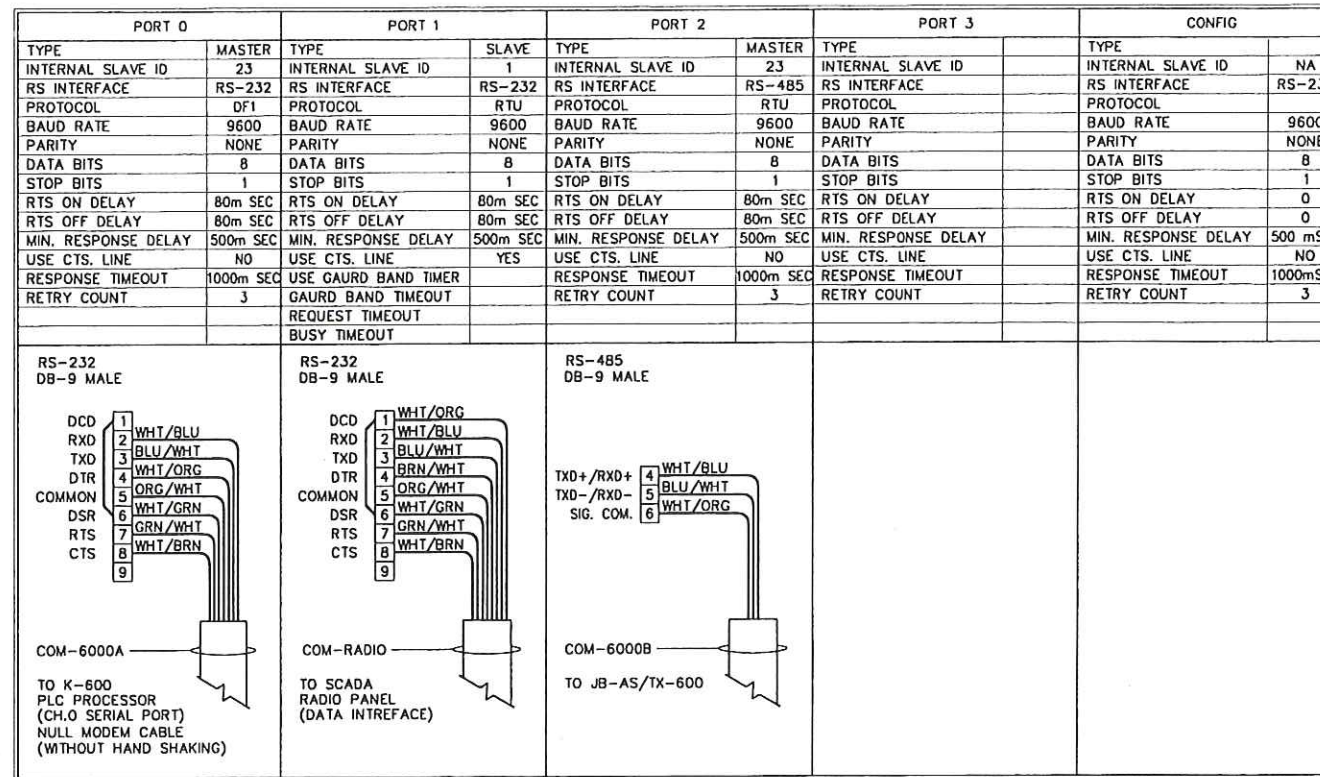 PORT 0 PORT 1 PORT 2 PORT 3 CONFIG
TYPE MASTER TYPE SLAVE TYPE MASTER TYPE TYPE
INTERNAL SLAVE ID 23 INTERNAL SLAVE ID 1 INTERNAL SLAVE ID 23 INTERNAL SLAVE ID INTERNAL SLAVE ID NA
RS INTERFACE RS-232 RS INTERFACE RS-232 RS INTERFACE RS-485 RS INTERFACE RS INTERFACE RS-23
PROTOCOL DF1 PROTOCOL RTU PROTOCOL RTU PROTOCOL PROTOCOL
BAUD RATE 9600 BAUD RATE 9600 BAUD RATE 9600 BAUD RATE BAUD RATE 9600
PARITY NONE PARITY NONE PARITY NONE PARITY PARITY NONE
DATA BITS 8 DATA BITS 8 DATA BITS 8 DATA BITS DATA BITS 8
STOP BITS 1 STOP BITS 1 STOP BITS 1 STOP BITS STOP BITS 1
RTS ON DELAY 80m SEC RTS ON DELAY 80m SEC RTS ON DELAY 80m SEC RTS ON DELAY RTS ON DELAY 0
RTS OFF DELAY 80m SEC RTS OFF DELAY 80m SEC RTS OFF DELAY 80m SEC RTS OFF DELAY RTS OFF DELAY 0
MIN. RESPONSE DELAY 500m SEC MIN. RESPONSE DELAY 500m SEC MIN. RESPONSE DELAY 500m SEC MIN. RESPONSE DELAY MIN. RESPONSE DELAY 500 mS
USE CTS. LINE NO USE CTS. LINE YES USE CTS. LINE NO USE CTS. LINE USE CTS. LINE NO
RESPONSE TIMEOUT 1000m SEC USE GAURD BAND TIMER RESPONSE TIMEOUT 1000m SEC RESPONSE TIMEOUT RESPONSE TIMEOUT 1000mS
RETRY COUNT 3 GAURD BAND TIMEOUT RETRY COUNT 3 RETRY COUNT RETRY COUNT 3
REQUEST TIMEOUT
BUSY TIMEOUT
RS-232
DB-9 MALE
DCD 1
RXD 2 WHT/BLU
TXD 3 BLU/WHT
DTR 4 WHT/ORG
COMMON 5 ORG/WHT
DSR 6 WHT/GRN
RTS 7 GRN/WHT
CTS 8 WHT/BRN
9
COM-6000A
TO K-600
PLC PROCESSOR
(CH.0 SERIAL PORT)
NULL MODEM CABLE
(WITHOUT HAND SHAKING)
RS-232
DB-9 MALE
DCD 1 WHT/ORG
RXD 2 WHT/BLU
TXD 3 BLU/WHT
DTR 4 BRN/WHT
COMMON 5 ORG/WHT
DSR 6 WHT/GRN
RTS 7 GRN/WHT
CTS 8 WHT/BRN
9
COM-RADIO
TO SCADA
RADIO PANEL
(DATA INTREFACE)
RS-485
DB-9 MALE
TXD+/RXD+ 4 WHT/BLU
TXD-/RXD- 5 BLU/WHT
SIG. COM. 6 WHT/ORG
COM-6000B
TO JB-AS/TX-600